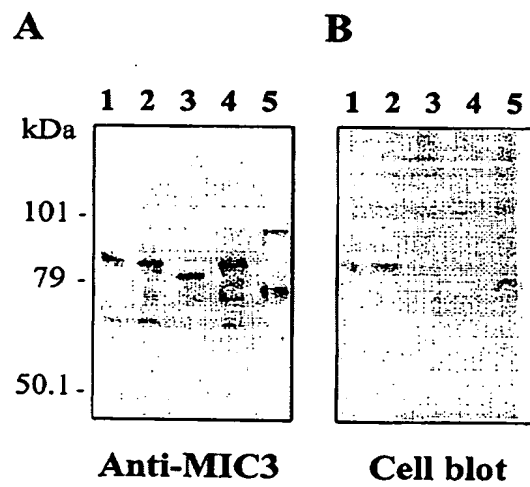 A B
1 2 3 4 5 1 2 3 4 5
kDa
101 -
79 -
50.1 -
Anti-MIC3 Cell blot